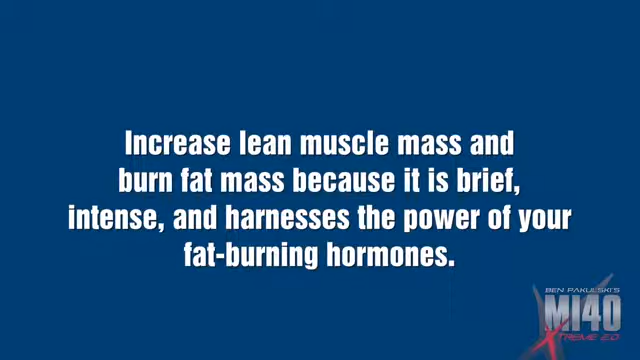 Increase lean muscle mass and
burn fat mass because it is brief,
intense, and harnesses the power of your
fat-burning hormones.
BEN PAKULSKI'S
MI40
XTREME 2.0